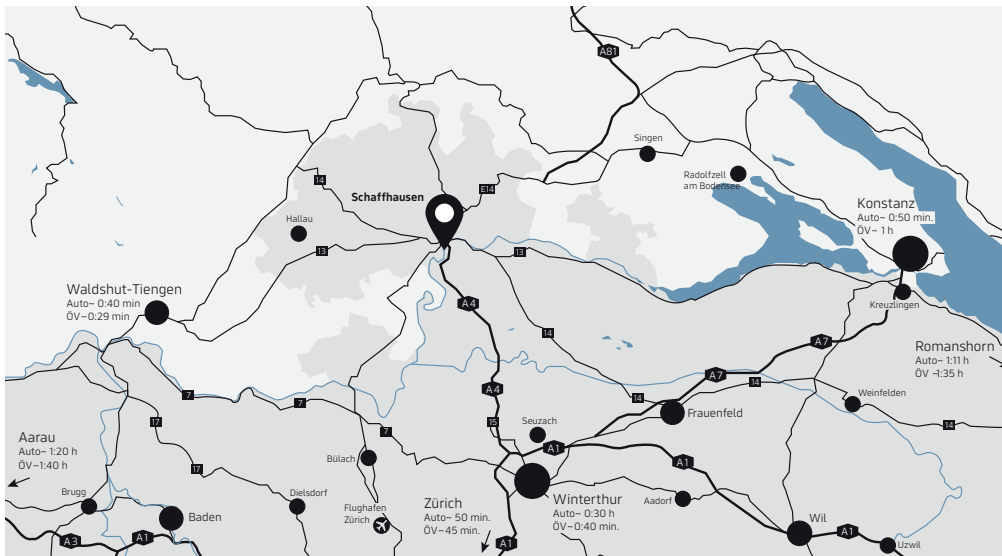 A81
Singen
Radolfzell
am Bodensee
14
E14
Schaffhausen
Konstanz
Auto~ 0:50 min.
ÖV~ 1 h
Hallau
13
13
Waldshut-Tiengen
Auto~ 0:40 min
ÖV~0:29 min
Kreuzlingen
A4
14
A7
Romanshorn
Auto~ 1:11 h
ÖV ~1:35 h
A7
14
A4
7
7
14
Weinfelden
Frauenfeld
17
15
7
Seuzach
14
Aarau
Auto~ 1:20 h
ÖV~1:40 h
A1
Bülach
A1
17
Brugg
Dielsdorf
Zürich
Auto~ 50 min.
ÖV~45 min.
Winterthur
Auto~ 0:30 h
ÖV~0:40 min.
Aadorf
Flughafen
Zürich
Baden
Wil
A3
A1
A1
A1
Uzwil